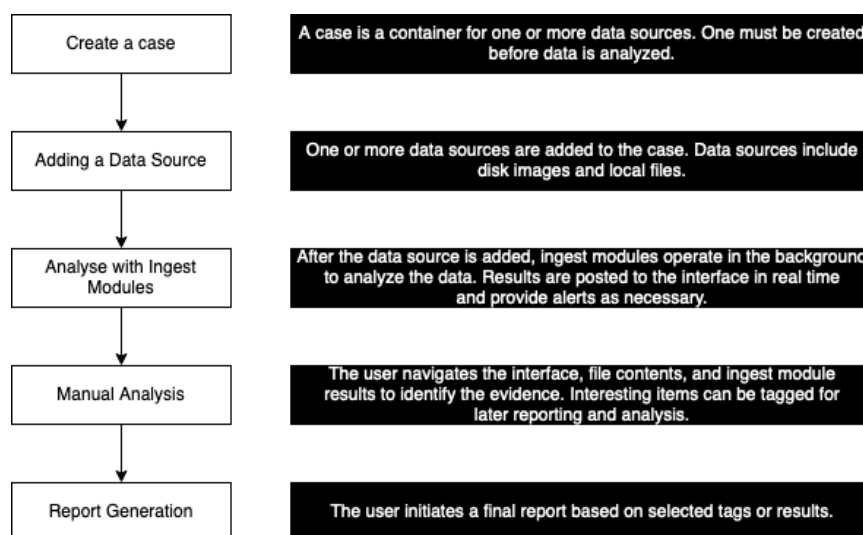 Create a case
A case is a container for one or more data sources. One must be created
before data is analyzed.
Adding a Data Source
One or more data sources are added to the case. Data sources include
disk images and local files.
Analyse with Ingest
Modules
After the data source is added, ingest modules operate in the background
to analyze the data. Results are posted to the interface in real time
and provide alerts as necessary.
Manual Analysis
The user navigates the interface, file contents, and ingest module
results to identify the evidence. Interesting items can be tagged for
later reporting and analysis.
Report Generation
The user initiates a final report based on selected tags or results.